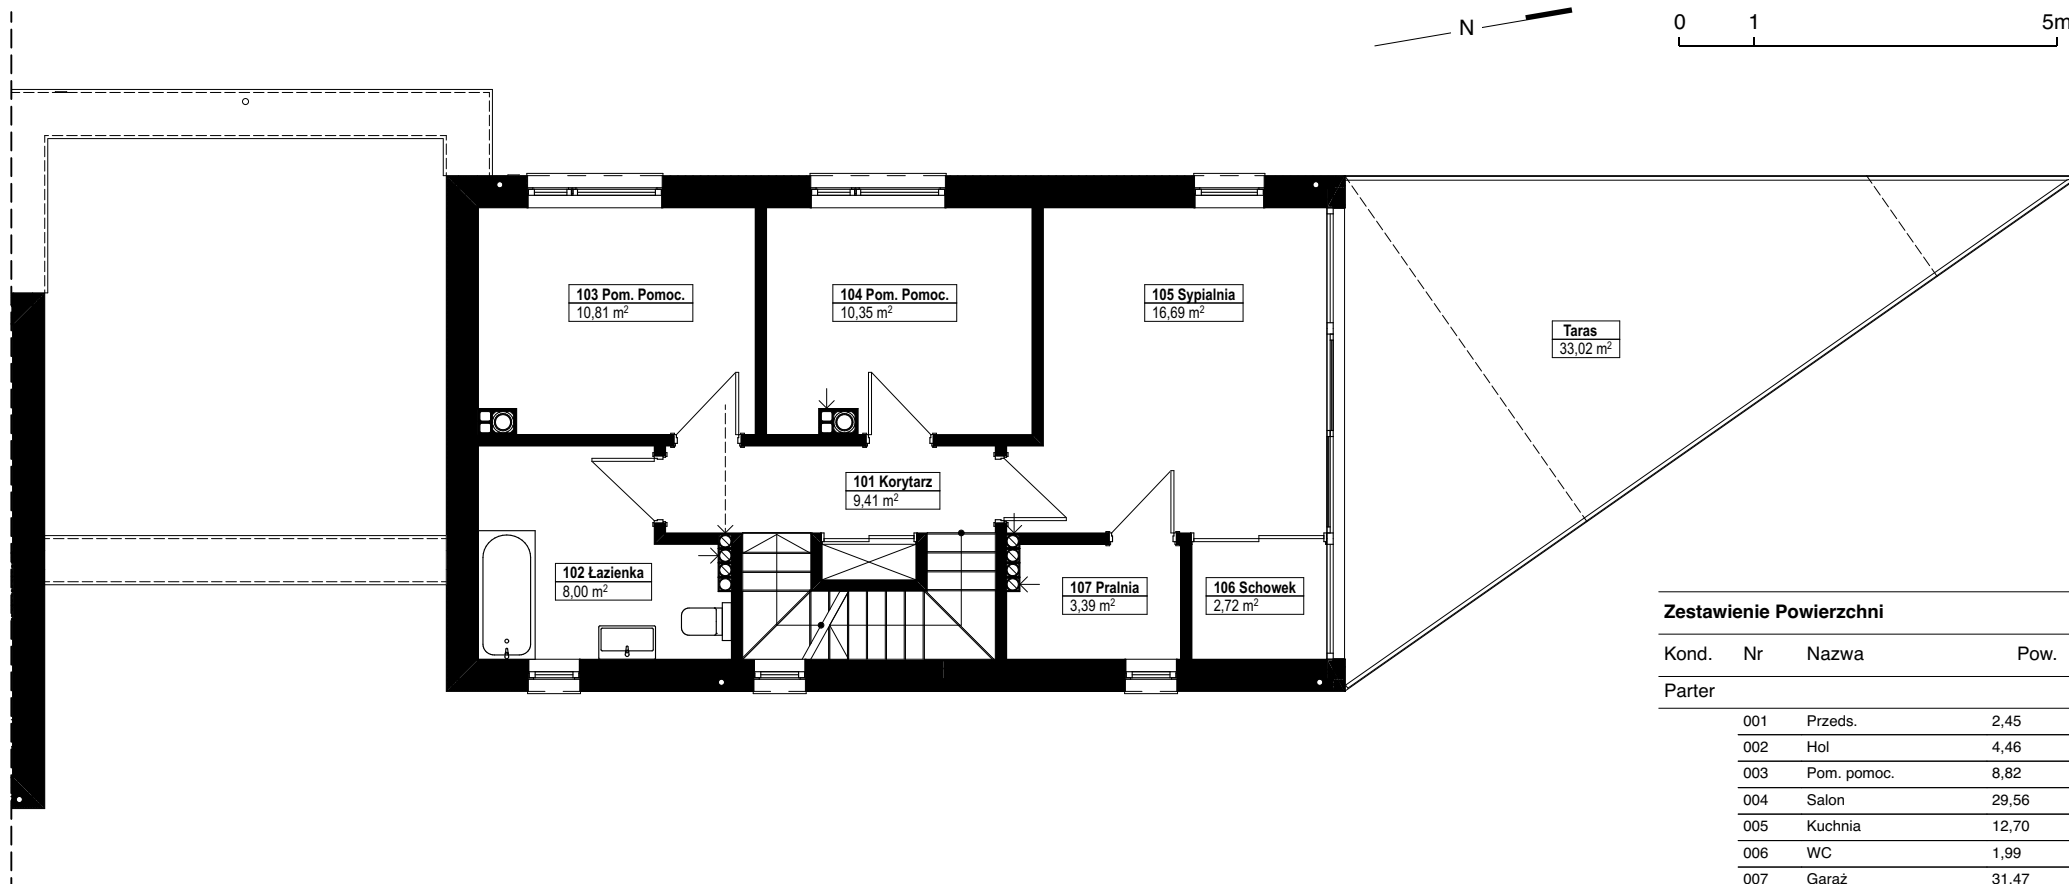 N
0 1 5m
103 Pom. Pomoc.
10,81 m²
104 Pom. Pomoc.
10,35 m²
105 Sypialnia
16,69 m²
Taras
33,02 m²
101 Korytarz
9,41 m²
102 Łazienka
8,00 m²
107 Pralnia
3,39 m²
106 Schowek
2,72 m²
Zestawienie Powierzchni
Kond. Nr Nazwa Pow.
Parter
001 Przeds. 2,45
002 Hol 4,46
003 Pom. pomoc. 8,82
004 Salon 29,56
005 Kuchnia 12,70
006 WC 1,99
007 Garaż 31,47